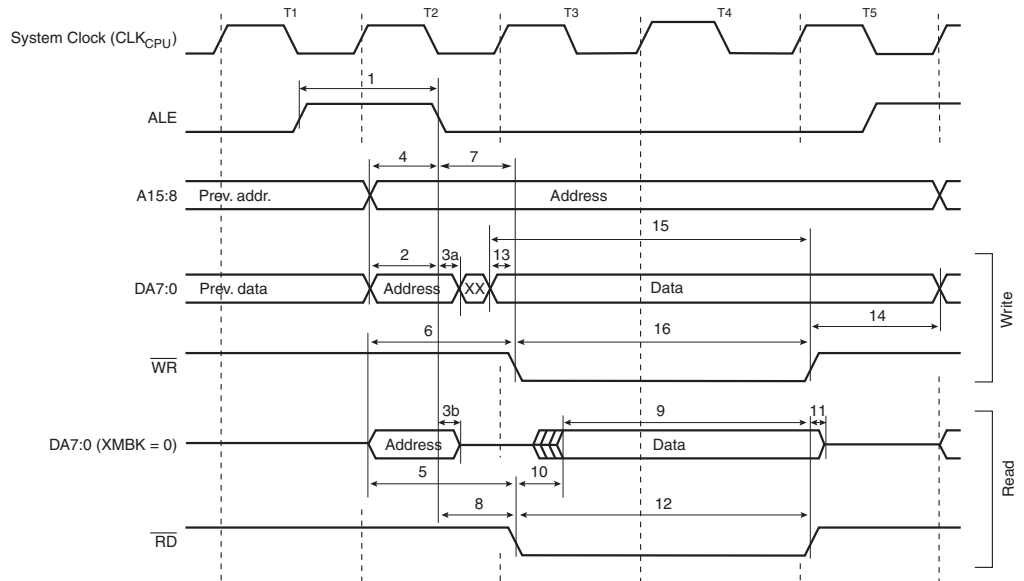 T1 T2 T3 T4 T5
System Clock (CLKCPU)
1
ALE
4 7
A15:8 Prev. addr. Address
15
2 3a 13
DA7:0 Prev. data Address XX Data
14
6 16
WR
Write
3b 9 11
DA7:0 (XMBK = 0) Address Data
5 10
8 12
RD
Read